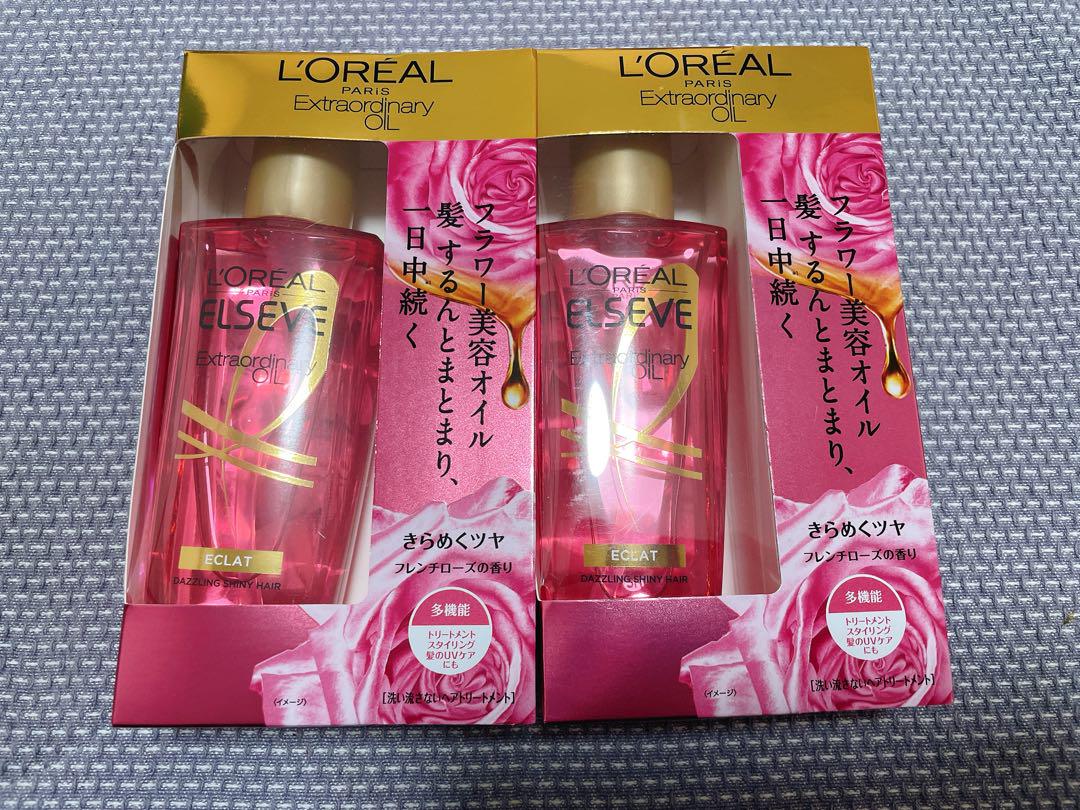 L'ORÉAL
PARIS
Extraordinary
OIL
フラワー美容オイル
髪するんとまとまり、
一日中続く
L'ORÉAL
PARIS
ELSEVE
Extraordinary
OIL
ECLAT
DAZZLING SHINY HAIR
きらめくツヤ
フレンチローズの香り
多機能
トリートメント
スタイリング
髪のUVケア
にも
(イメージ)
[洗い流さないヘアトリートメント]
L'ORÉAL
PARIS
Extraordinary
OIL
フラワー美容オイル
髪するんとまとまり、
一日中続く
L'ORÉAL
PARIS
ELSEVE
Extraordinary
OIL
ECLAT
DAZZLING SHINY HAIR
きらめくツヤ
フレンチローズの香り
多機能
トリートメント
スタイリング
髪のUVケア
にも
(イメージ)
[洗い流さないヘアトリートメント]